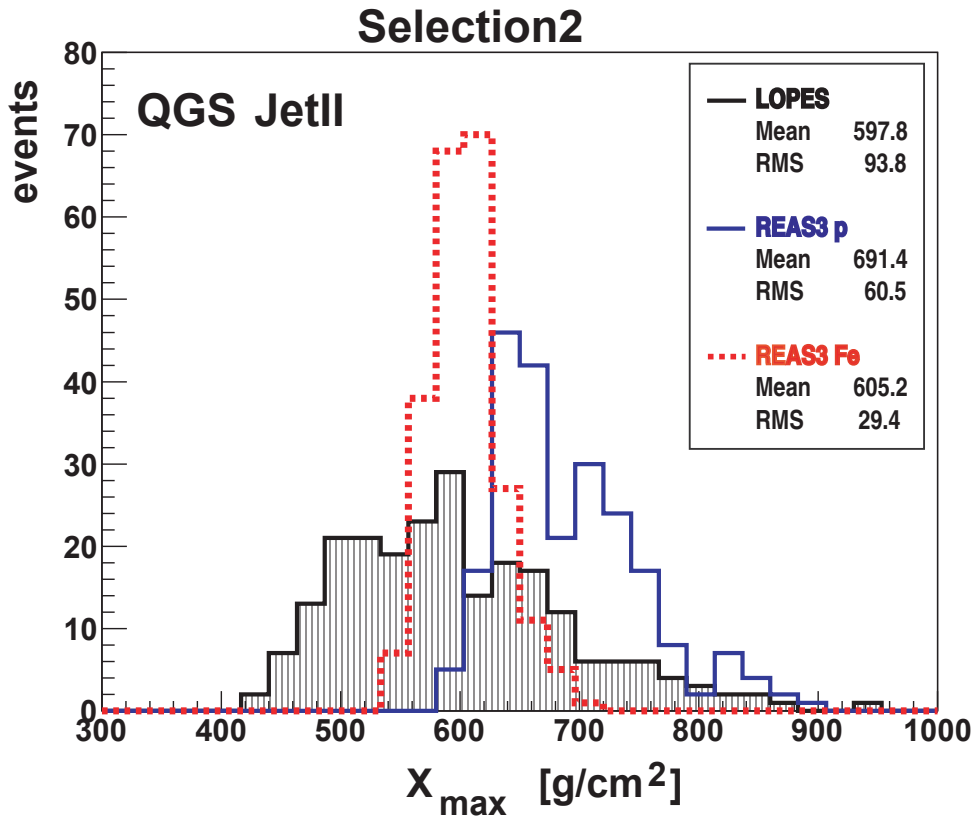 Selection2
events
QGS JetII
80
70
60
50
40
30
20
10
0
300
400
500
600
700
800
900
1000
X_max [g/cm²]
LOPES
Mean 597.8
RMS 93.8
REAS3 p
Mean 691.4
RMS 60.5
REAS3 Fe
Mean 605.2
RMS 29.4